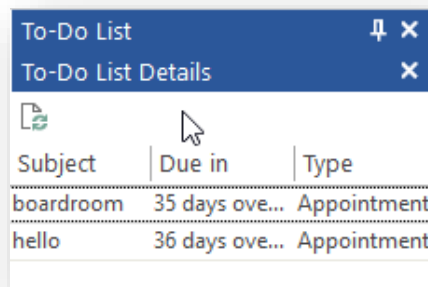 To-Do List
To-Do List Details
Subject Due in Type
boardroom 35 days ove... Appointment
hello 36 days ove... Appointment